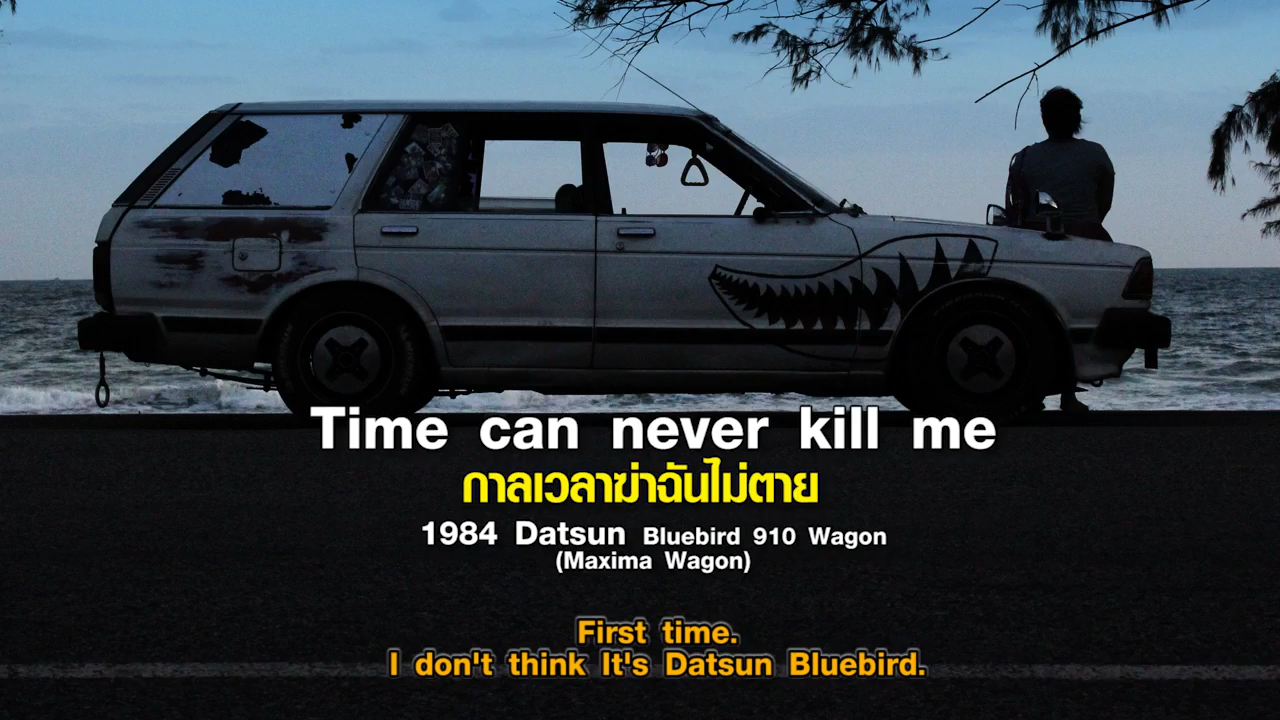 Time can never kill me
กาลเวลาฆ่าฉันไม่ตาย
1984 Datsun Bluebird 910 Wagon
(Maxima Wagon)
First time.
I don't think It's Datsun Bluebird.